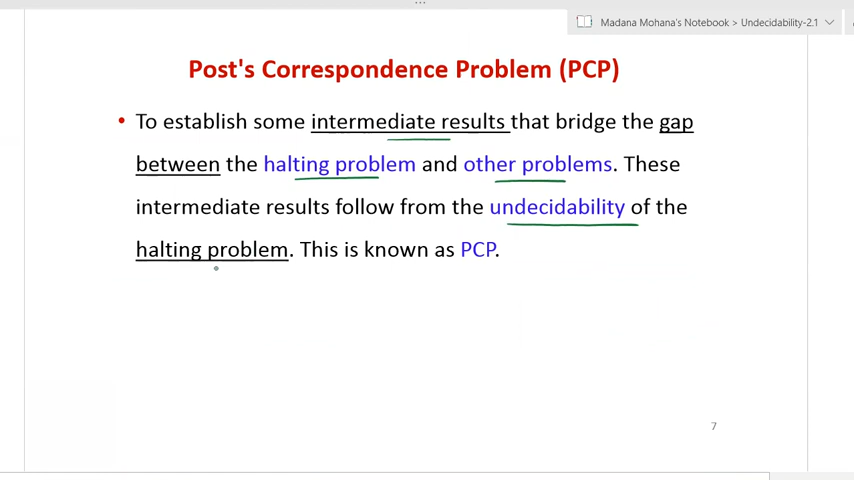 Madana Mohana's Notebook > Undecidability-2.1
Post's Correspondence Problem (PCP)
• To establish some intermediate results that bridge the gap
between the halting problem and other problems. These
intermediate results follow from the undecidability of the
halting problem. This is known as PCP.
7